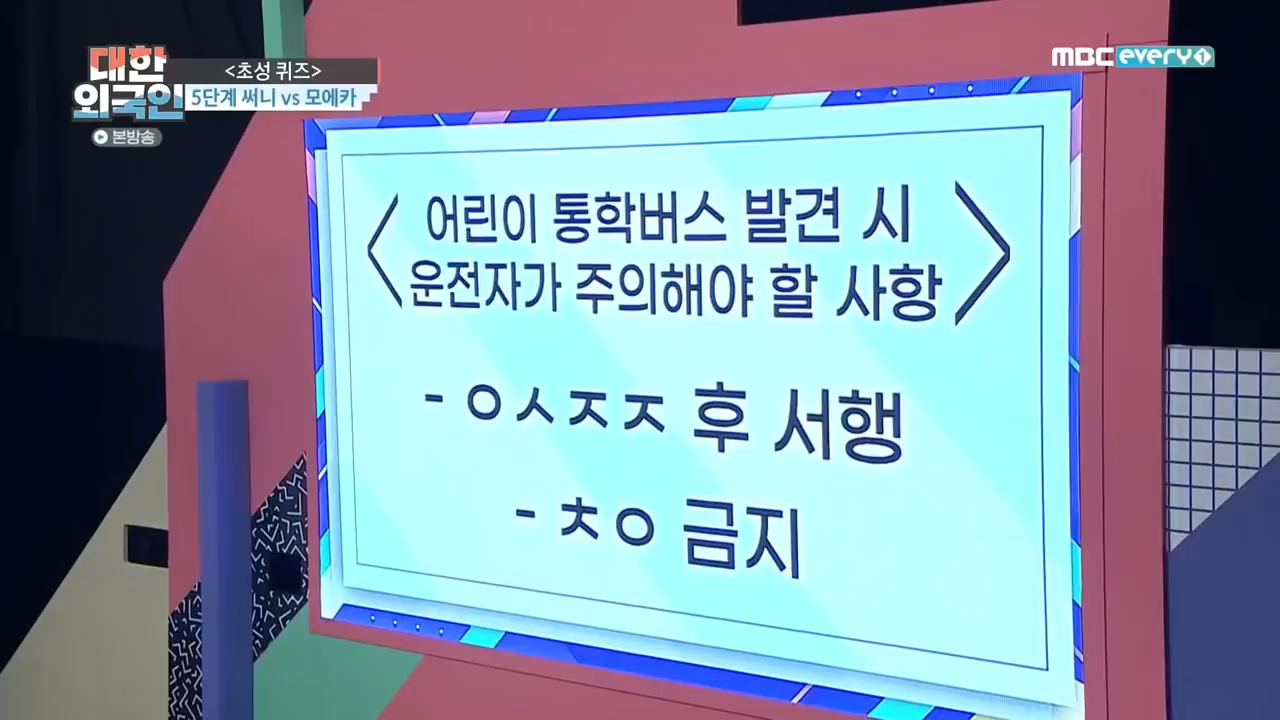 대한
외국인
본방송
<초성 퀴즈>
5단계 써니 vs 모에카
MBC every1
<어린이 통학버스 발견 시
운전자가 주의해야 할 사항>
- ㅇㅅㅈㅈ 후 서행
- ㅊㅇ 금지